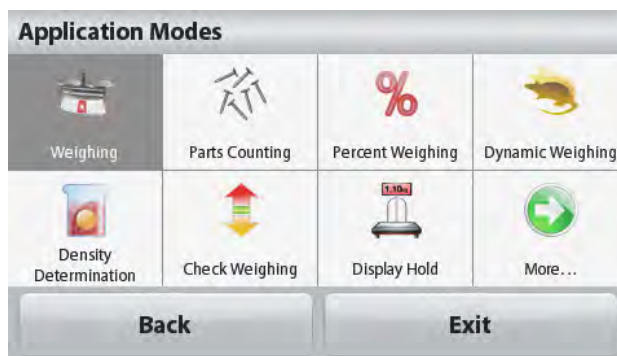 Application Modes
Weighing
Parts Counting
Percent Weighing
Dynamic Weighing
1.10
Density
Determination
Check Weighing
Display Hold
More...
Back
Exit